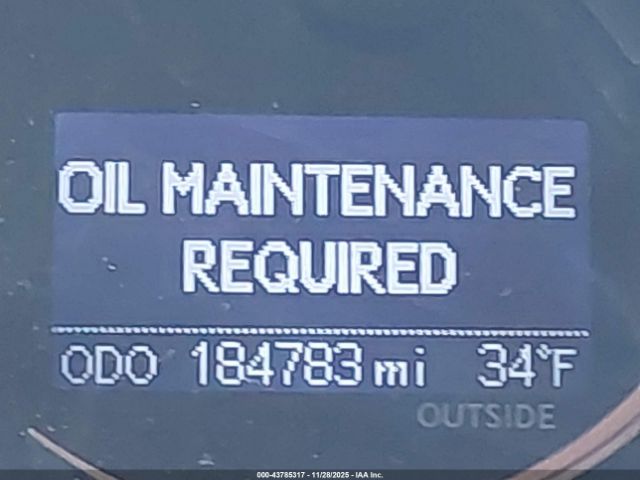 OIL MAINTENANCE
REQUIRED
ODO 184783 mi 34°F
OUTSIDE
000-43785317 - 11/28/2025 - © IAA Inc.